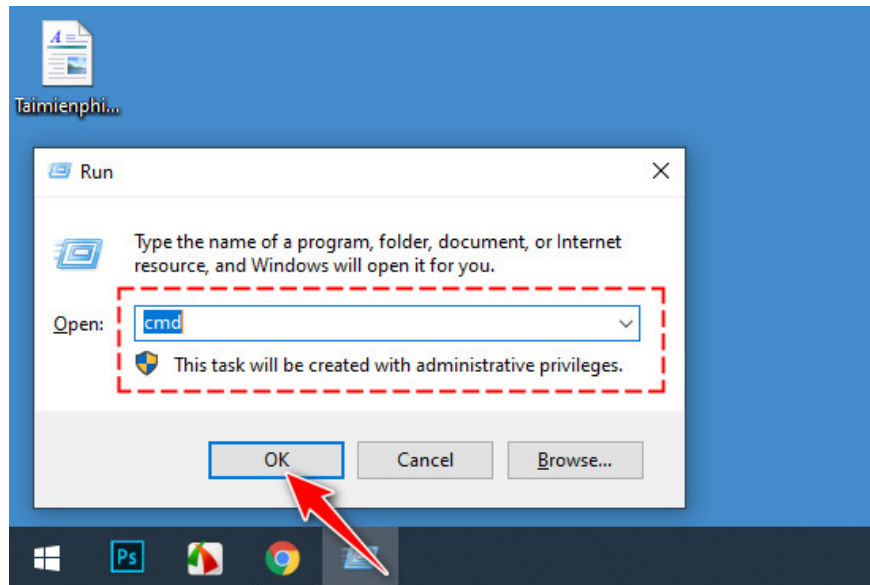 Taimienphi...
Run
Type the name of a program, folder, document, or Internet
resource, and Windows will open it for you.
Open: cmd
This task will be created with administrative privileges.
OK Cancel Browse...
Ps